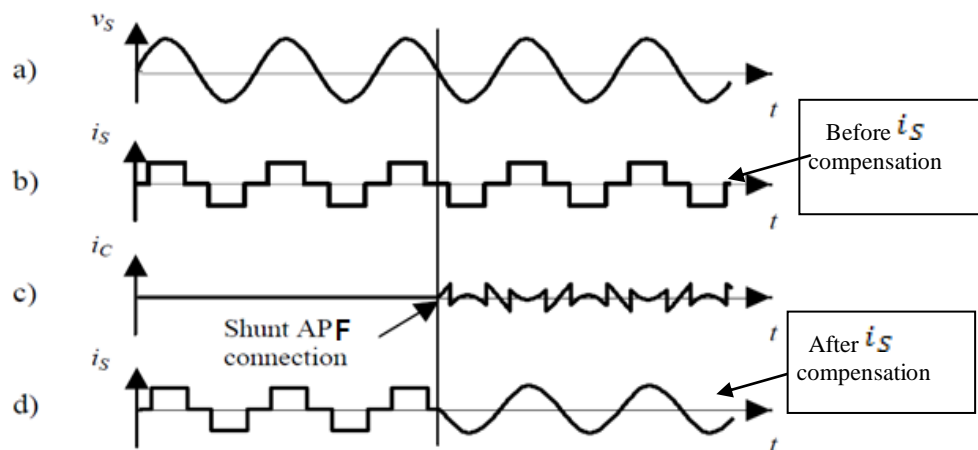 v_S
a)
t
i_S
b)
t
Before i_S
compensation
i_C
c)
t
Shunt APF
connection
i_S
d)
t
After i_S
compensation